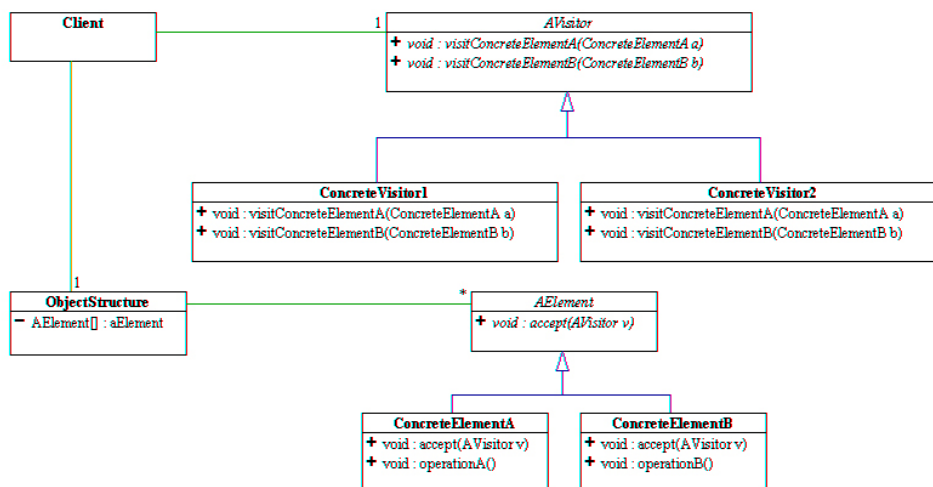 Client
1
AVisitor
+ void : visitConcreteElementA(ConcreteElementA a)
+ void : visitConcreteElementB(ConcreteElementB b)
ConcreteVisitor1
+ void : visitConcreteElementA(ConcreteElementA a)
+ void : visitConcreteElementB(ConcreteElementB b)
ConcreteVisitor2
+ void : visitConcreteElementA(ConcreteElementA a)
+ void : visitConcreteElementB(ConcreteElementB b)
1
ObjectStructure
- AElement[] : aElement
*
AElement
+ void : accept(AVisitor v)
ConcreteElementA
+ void : accept(AVisitor v)
+ void : operationA()
ConcreteElementB
+ void : accept(AVisitor v)
+ void : operationB()